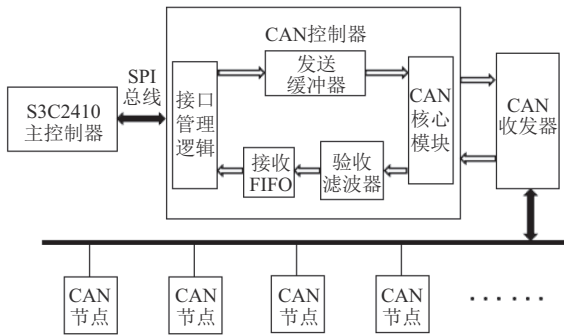 CAN控制器
SPI
总线
S3C2410
主控制器
接口
管理
逻辑
发送
缓冲器
CAN
核心
模块
CAN
收发器
接收
FIFO
验收
滤波器
CAN
节点
CAN
节点
CAN
节点
CAN
节点
······